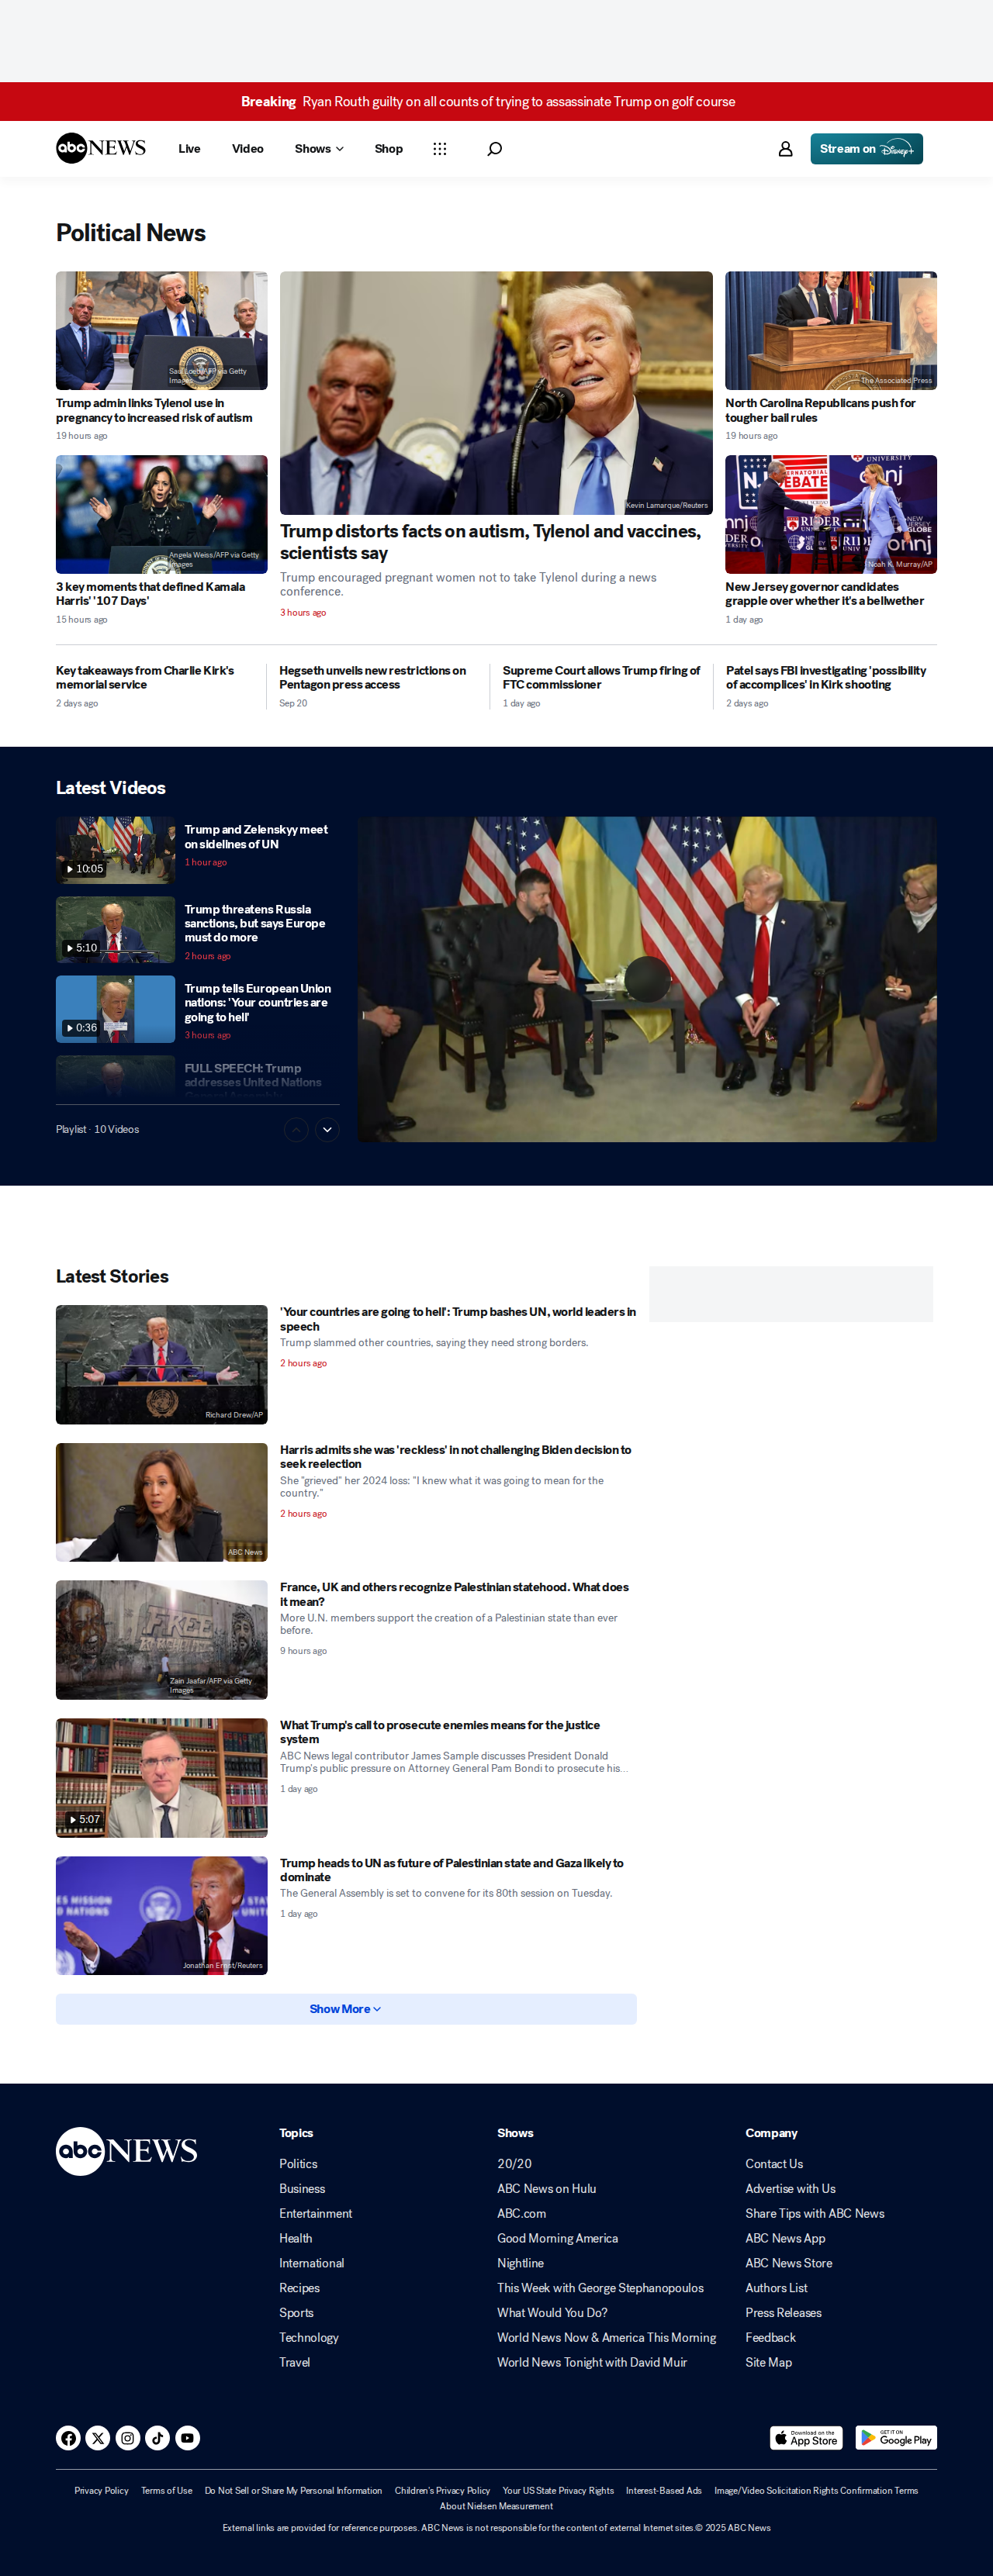 Breaking Ryan Routh guilty on all counts of trying to assassinate Trump on golf course
abc NEWS
Live
Video
Shows
Shop
Stream on Disney+
Political News
Saul Loeb/AFP via Getty
Images
Trump admin links Tylenol use in
pregnancy to increased risk of autism
19 hours ago
Angela Weiss/AFP via Getty
Images
3 key moments that defined Kamala
Harris' '107 Days'
15 hours ago
Kevin Lamarque/Reuters
Trump distorts facts on autism, Tylenol and vaccines,
scientists say
Trump encouraged pregnant women not to take Tylenol during a news
conference.
3 hours ago
The Associated Press
North Carolina Republicans push for
tougher bail rules
19 hours ago
Noah K. Murray/AP
New Jersey governor candidates
grapple over whether it's a bellwether
1 day ago
Key takeaways from Charlie Kirk's
memorial service
2 days ago
Hegseth unveils new restrictions on
Pentagon press access
Sep 20
Supreme Court allows Trump firing of
FTC commissioner
1 day ago
Patel says FBI investigating 'possibility
of accomplices' in Kirk shooting
2 days ago
Latest Videos
10:05
Trump and Zelenskyy meet
on sidelines of UN
1 hour ago
5:10
Trump threatens Russia
sanctions, but says Europe
must do more
2 hours ago
0:36
Trump tells European Union
nations: 'Your countries are
going to hell'
3 hours ago
FULL SPEECH: Trump
addresses United Nations
General Assembly
Playlist · 10 Videos
Latest Stories
Richard Drew/AP
'Your countries are going to hell': Trump bashes UN, world leaders in
speech
Trump slammed other countries, saying they need strong borders.
2 hours ago
ABC News
Harris admits she was 'reckless' in not challenging Biden decision to
seek reelection
She "grieved" her 2024 loss: "I knew what it was going to mean for the
country."
2 hours ago
FREE
Zain Jaafar/AFP via Getty
Images
France, UK and others recognize Palestinian statehood. What does
it mean?
More U.N. members support the creation of a Palestinian state than ever
before.
9 hours ago
5:07
What Trump's call to prosecute enemies means for the justice
system
ABC News legal contributor James Sample discusses President Donald
Trump's public pressure on Attorney General Pam Bondi to prosecute his...
1 day ago
Jonathan Ernst/Reuters
Trump heads to UN as future of Palestinian state and Gaza likely to
dominate
The General Assembly is set to convene for its 80th session on Tuesday.
1 day ago
Show More
abc NEWS
Topics
Politics
Business
Entertainment
Health
International
Recipes
Sports
Technology
Travel
Shows
20/20
ABC News on Hulu
ABC.com
Good Morning America
Nightline
This Week with George Stephanopoulos
What Would You Do?
World News Now & America This Morning
World News Tonight with David Muir
Company
Contact Us
Advertise with Us
Share Tips with ABC News
ABC News App
ABC News Store
Authors List
Press Releases
Feedback
Site Map
Download on the
App Store
GET IT ON
Google Play
Privacy Policy Terms of Use Do Not Sell or Share My Personal Information Children's Privacy Policy Your US State Privacy Rights Interest-Based Ads Image/Video Solicitation Rights Confirmation Terms
About Nielsen Measurement
External links are provided for reference purposes. ABC News is not responsible for the content of external Internet sites.© 2025 ABC News